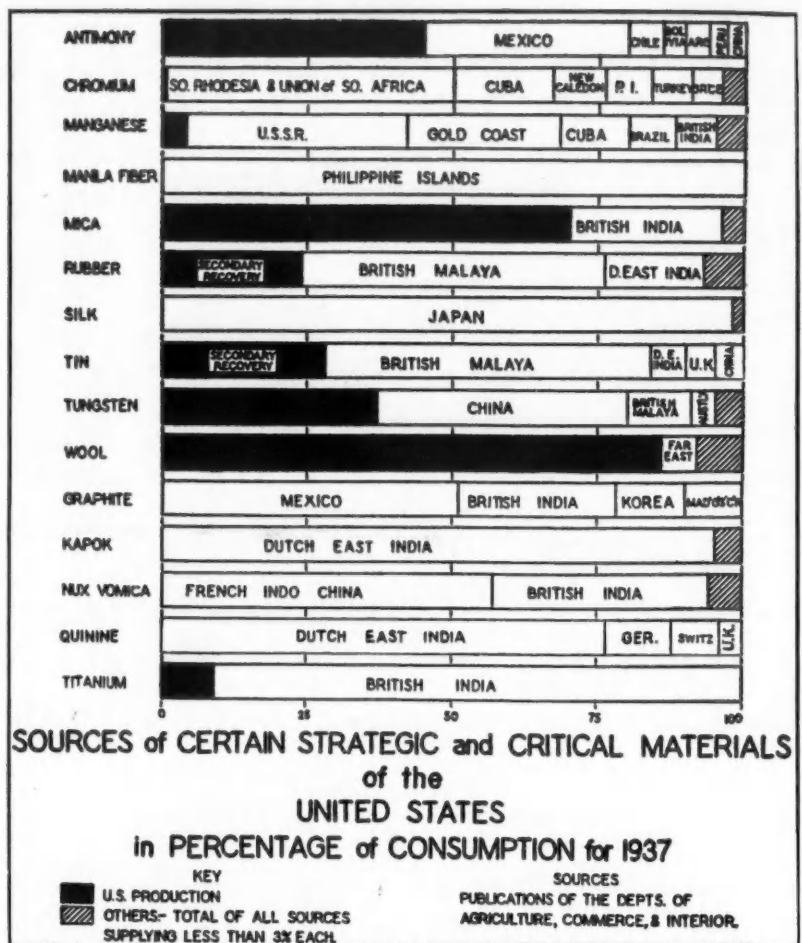 ANTIMONY MEXICO CHILE BOL IVIA ARG PERU CHINA
CHROMIUM SO. RHODESIA & UNION of SO. AFRICA CUBA NEW CALEDON P. I. TURKEY
MANGANESE U.S.S.R. GOLD COAST CUBA BRAZIL BRITISH INDIA
MANILA FIBER PHILIPPINE ISLANDS
MICA BRITISH INDIA
RUBBER SECONDARY RECOVERY BRITISH MALAYA D.EAST INDIA
SILK JAPAN
TIN SECONDARY RECOVERY BRITISH MALAYA D. E. INDIA U.K CHINA
TUNGSTEN CHINA BRITISH MALAYA
WOOL FAR EAST
GRAPHITE MEXICO BRITISH INDIA KOREA
KAPOK DUTCH EAST INDIA
NUX VOMICA FRENCH INDO CHINA BRITISH INDIA
QUININE DUTCH EAST INDIA GER. SWITZ U.K.
TITANIUM BRITISH INDIA
0 25 50 75 100
SOURCES of CERTAIN STRATEGIC and CRITICAL MATERIALS
of the
UNITED STATES
in PERCENTAGE of CONSUMPTION for 1937
KEY
U.S. PRODUCTION
OTHERS:- TOTAL OF ALL SOURCES
SUPPLYING LESS THAN 3% EACH.
SOURCES
PUBLICATIONS OF THE DEPTS. OF
AGRICULTURE, COMMERCE, & INTERIOR.